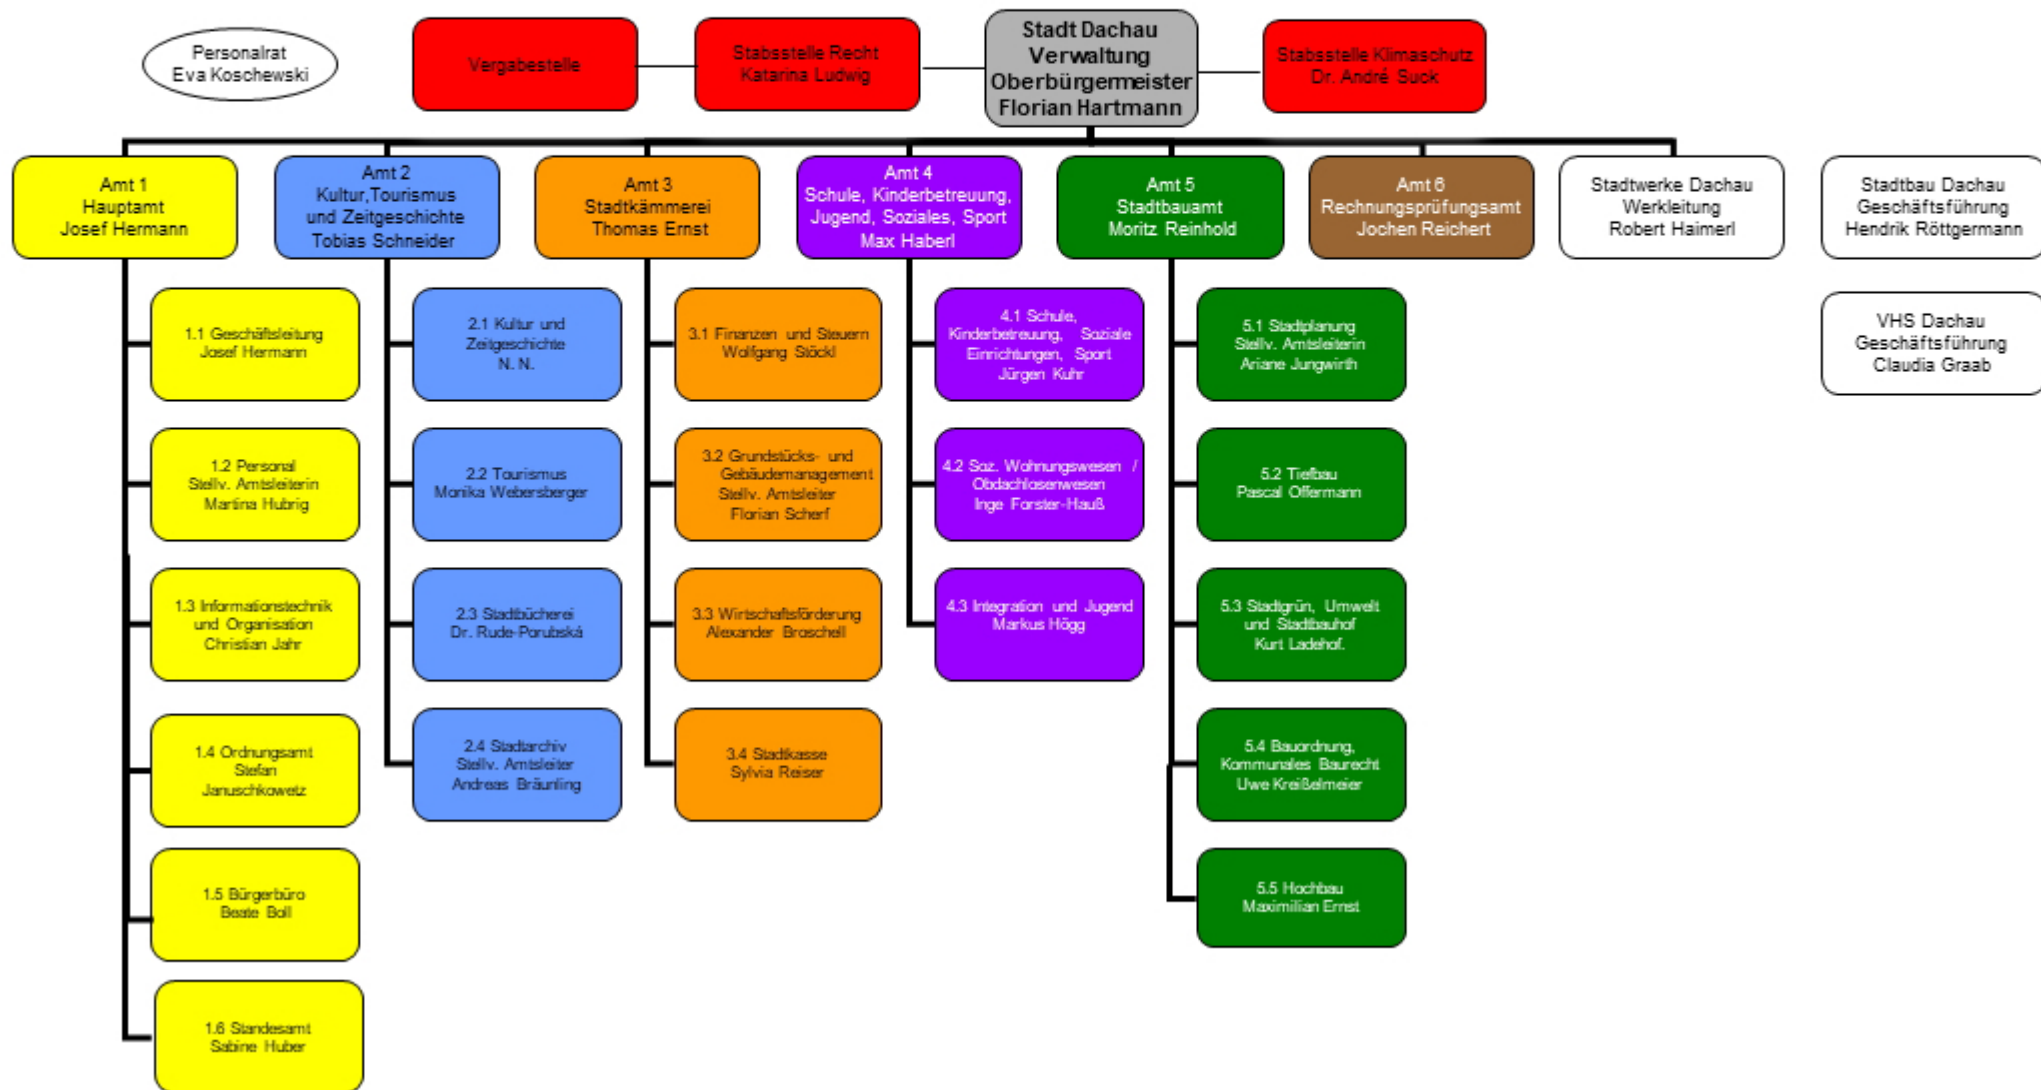 Personalrat
Eva Koschewski
Vergabestelle
Stabsstelle Recht
Katarina Ludwig
Stadt Dachau
Verwaltung
Oberbürgermeister
Florian Hartmann
Stabsstelle Klimaschutz
Dr. André Suck
Amt 1
Hauptamt
Josef Hermann
Amt 2
Kultur,Tourismus
und Zeitgeschichte
Tobias Schneider
Amt 3
Stadtkämmerei
Thomas Ernst
Amt 4
Schule, Kinderbetreuung,
Jugend, Soziales, Sport
Max Haberl
Amt 5
Stadtbauamt
Moritz Reinhold
Amt 6
Rechnungsprüfungsamt
Jochen Reichert
Stadtwerke Dachau
Werkleitung
Robert Haimerl
Stadtbau Dachau
Geschäftsführung
Hendrik Röttgermann
1.1 Geschäftsleitung
Josef Hermann
2.1 Kultur und
Zeitgeschichte
N. N.
3.1 Finanzen und Steuern
Wolfgang Stöckl
4.1 Schule,
Kinderbetreuung, Soziale
Einrichtungen, Sport
Jürgen Kuhr
5.1 Stadtplanung
Stellv. Amtsleiterin
Ariane Jungwirth
VHS Dachau
Geschäftsführung
Claudia Graab
1.2 Personal
Stellv. Amtsleiterin
Martina Hubrig
2.2 Tourismus
Monika Webersberger
3.2 Grundstücks- und
Gebäudemanagement
Stellv. Amtsleiter
Florian Scherf
4.2 Soz. Wohnungswesen /
Obdachlosenwesen
Inge Forster-Hauß
5.2 Tiefbau
Pascal Offermann
1.3 Informationstechnik
und Organisation
Christian Jahr
2.3 Stadtbücherei
Dr. Rude-Porubská
3.3 Wirtschaftsförderung
Alexander Broschell
4.3 Integration und Jugend
Markus Högg
5.3 Stadtgrün, Umwelt
und Stadtbauhof
Kurt Ladehof.
1.4 Ordnungsamt
Stefan
Januschkowetz
2.4 Stadtarchiv
Stellv. Amtsleiter
Andreas Bräunling
3.4 Stadtkasse
Sylvia Reiser
5.4 Bauordnung,
Kommunales Baurecht
Uwe Kreißelmeier
1.5 Bürgerbüro
Beate Boll
5.5 Hochbau
Maximilian Ernst
1.6 Standesamt
Sabine Huber